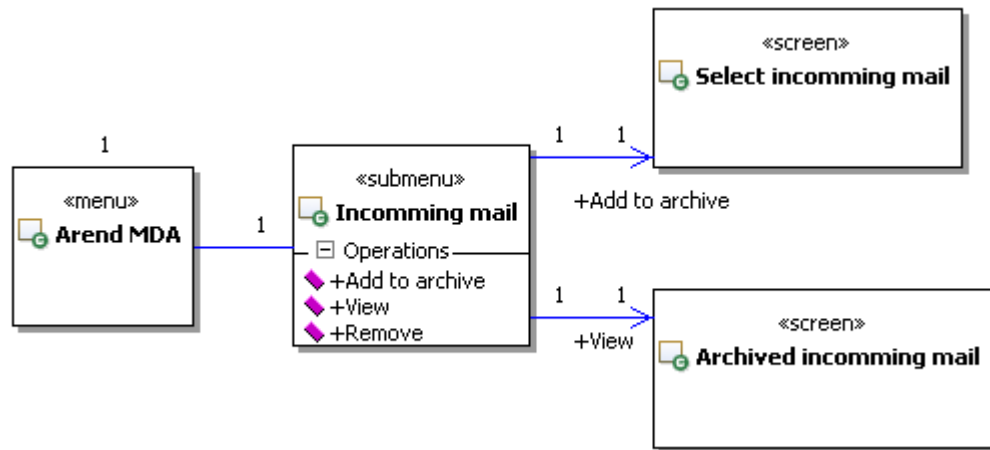 «screen»
Select incomming mail
1
«menu»
Arend MDA
1
«submenu»
Incomming mail
Operations
+Add to archive
+View
+Remove
1 1
+Add to archive
1 1
+View
«screen»
Archived incomming mail